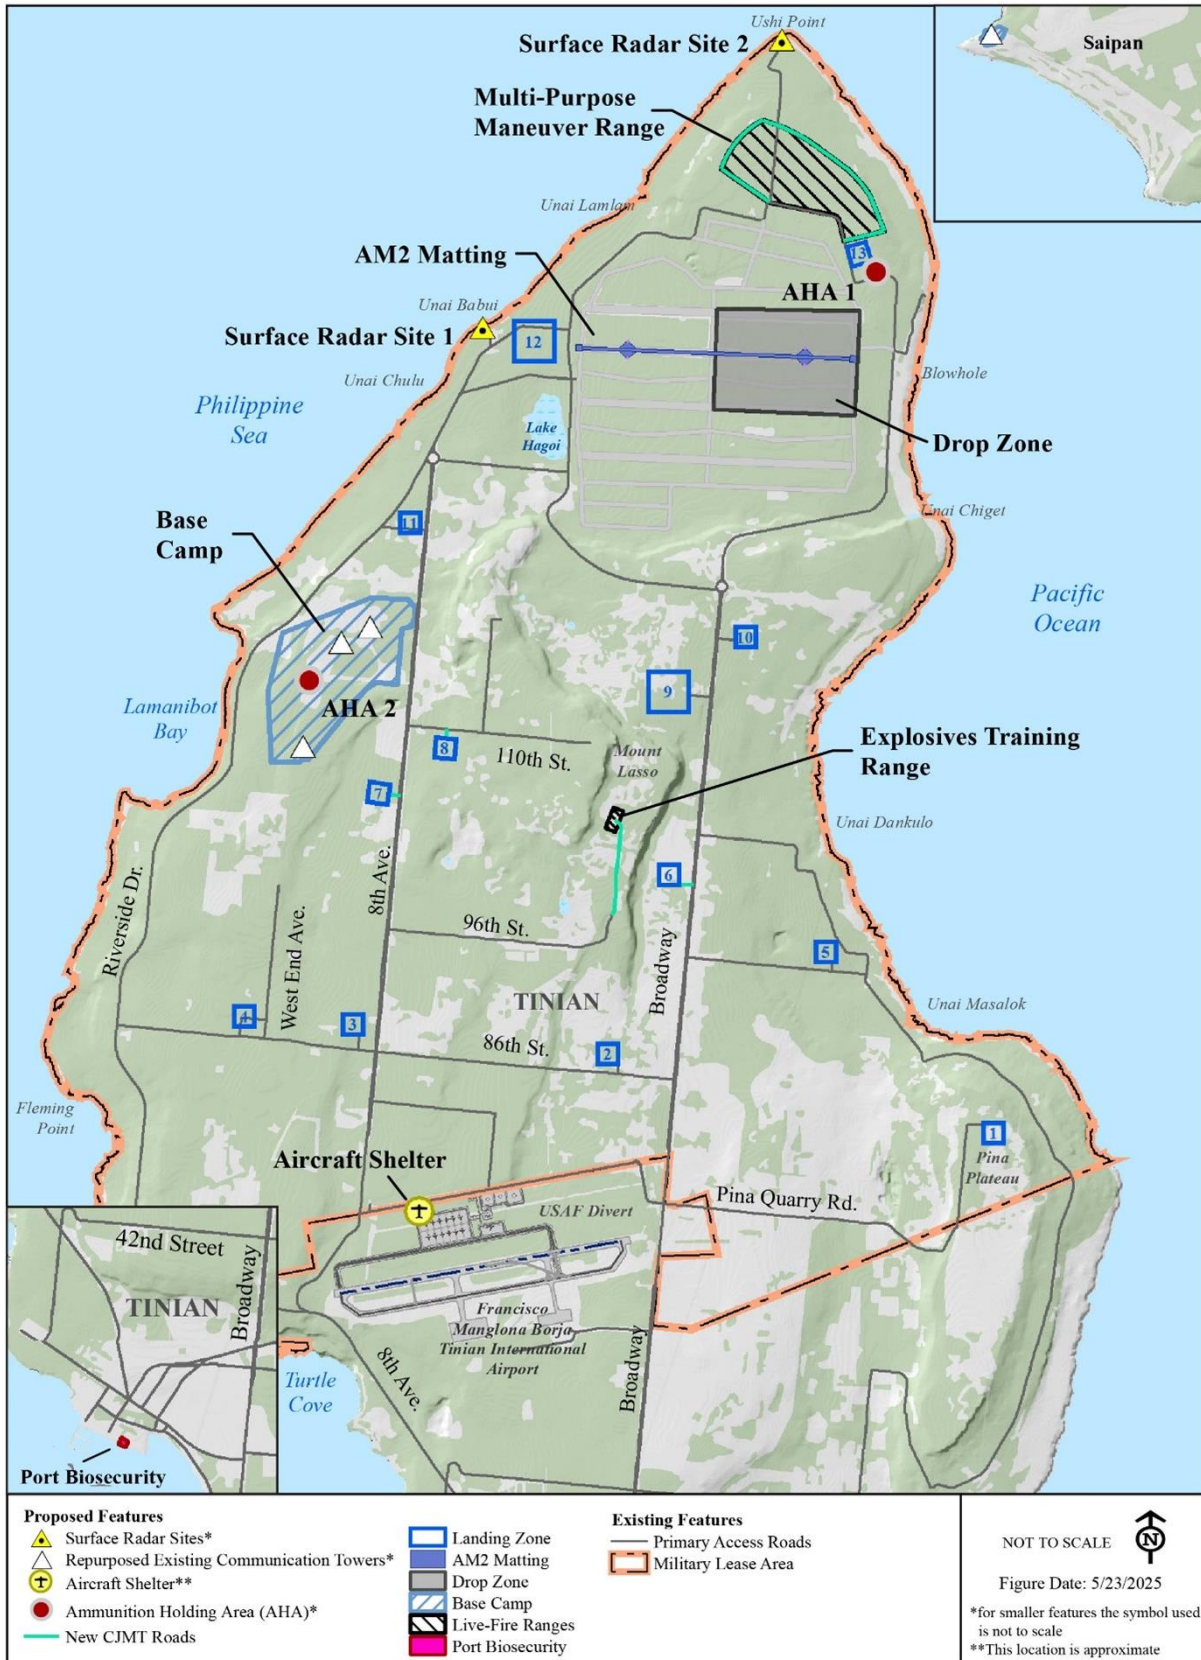 Ushi Point
Surface Radar Site 2
Saipan
Multi-Purpose
Maneuver Range
Unai Lamlam
AM2 Matting
13
AHA 1
Unai Babui
Surface Radar Site 1
12
Unai Chulu
Blowhole
Philippine
Sea
Lake
Hagoi
Drop Zone
Base
Camp
11
Unai Chiget
Pacific
Ocean
10
9
Lamanibot
Bay
AHA 2
8
110th St.
Mount
Lasso
Explosives Training
Range
7
Unai Dankulo
6
Riverside Dr.
8th Ave.
West End Ave.
96th St.
Broadway
5
TINIAN
Unai Masalok
4
3
86th St.
2
Fleming
Point
1
Pina
Plateau
Aircraft Shelter
USAF Divert
Pina Quarry Rd.
42nd Street
TINIAN
Broadway
Francisco
Manglona Borja
Tinian International
Airport
Turtle
Cove
8th Ave.
Broadway
Port Biosecurity
Proposed Features
Surface Radar Sites*
Repurposed Existing Communication Towers*
Aircraft Shelter**
Ammunition Holding Area (AHA)*
New CJMT Roads
Landing Zone
AM2 Matting
Drop Zone
Base Camp
Live-Fire Ranges
Port Biosecurity
Existing Features
Primary Access Roads
Military Lease Area
NOT TO SCALE
N
Figure Date: 5/23/2025
*for smaller features the symbol used
is not to scale
**This location is approximate